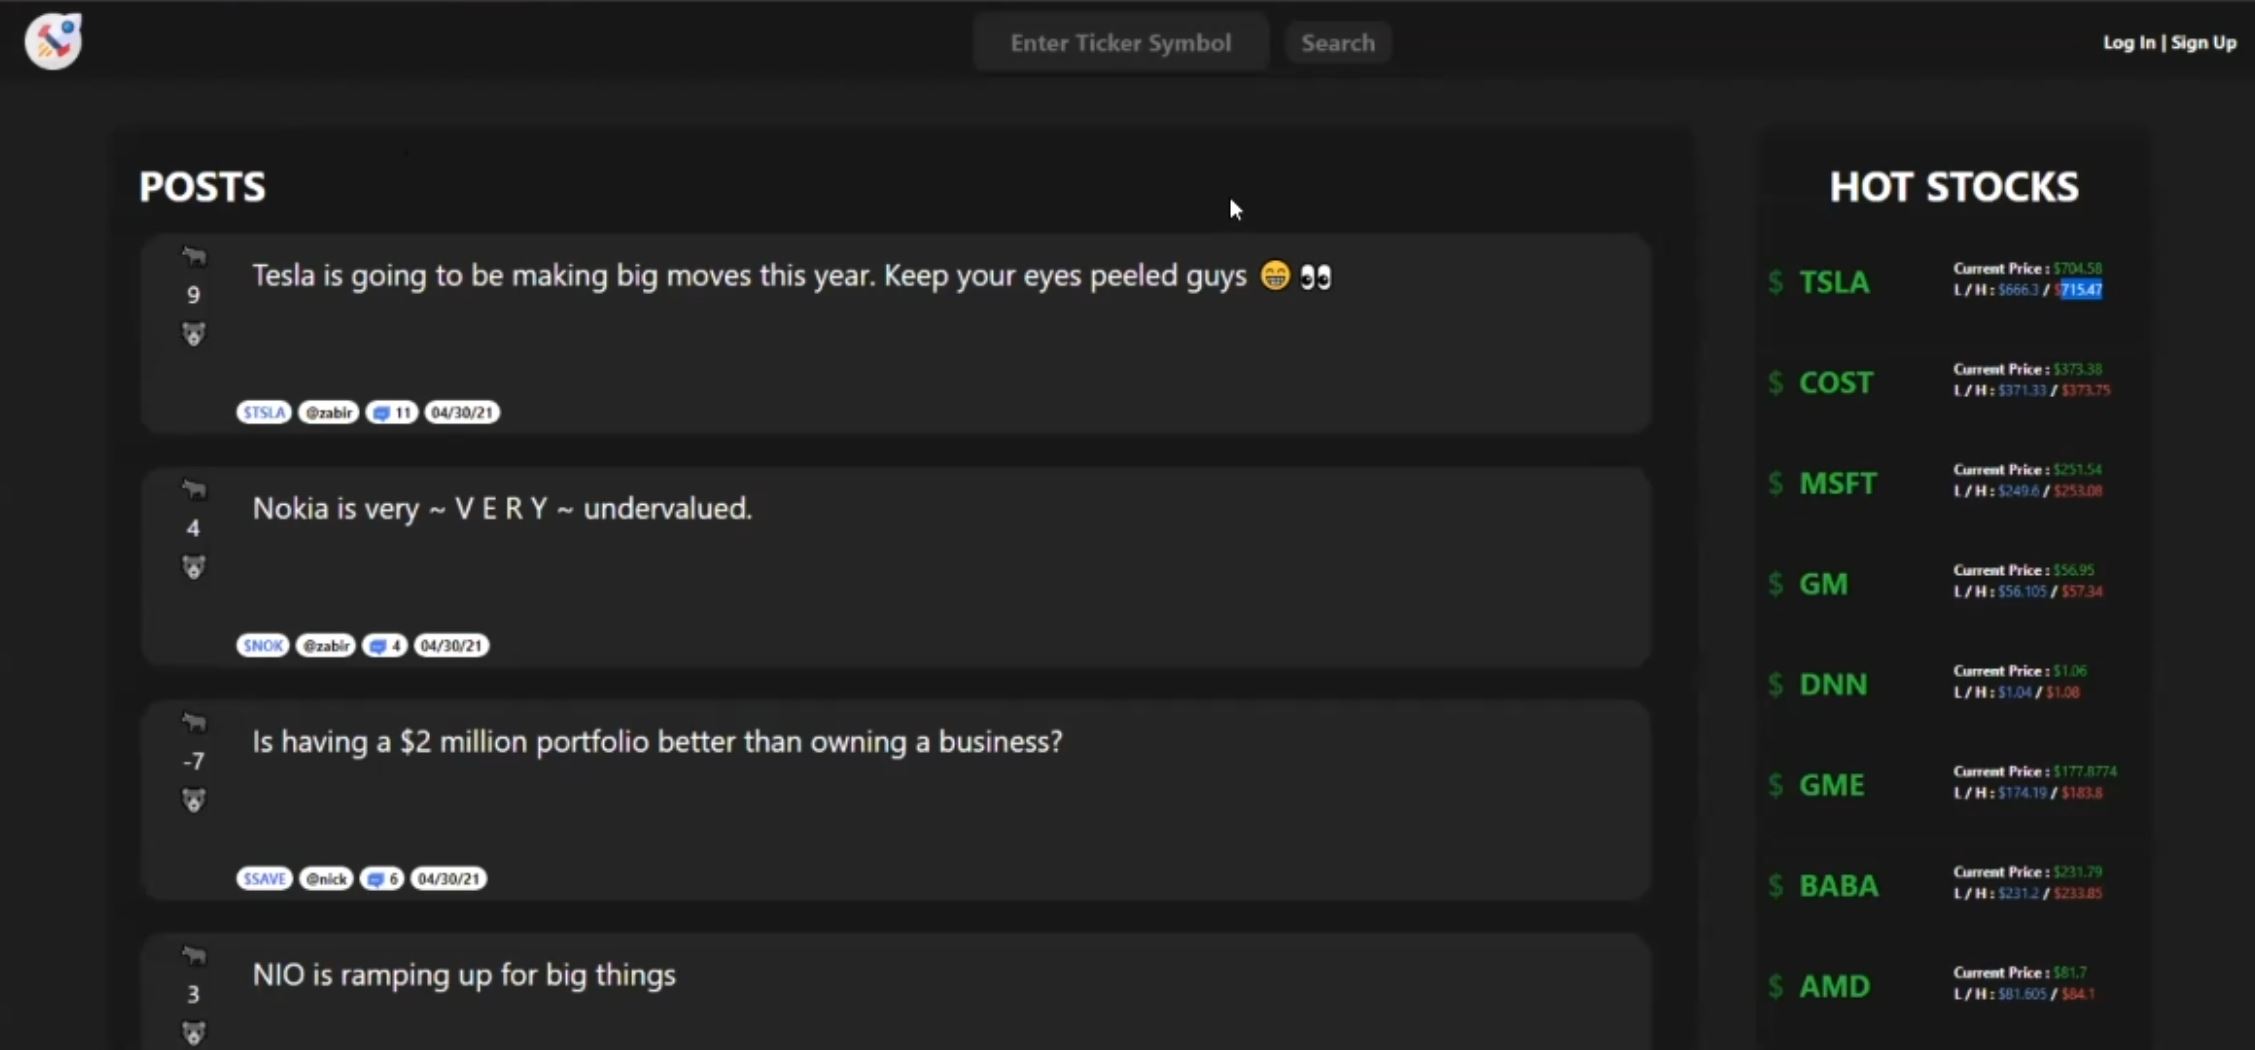 Enter Ticker Symbol
Search
Log In | Sign Up
POSTS
9
Tesla is going to be making big moves this year. Keep your eyes peeled guys 😁 👀
$TSLA @zabir 11 04/30/21
4
Nokia is very ~ V E R Y ~ undervalued.
$NOK @zabir 4 04/30/21
-7
Is having a $2 million portfolio better than owning a business?
$SAVE @nick 6 04/30/21
3
NIO is ramping up for big things
HOT STOCKS
$ TSLA
Current Price : $704.58
L / H : $666.3 / $715.47
$ COST
Current Price : $373.38
L / H : $371.33 / $373.75
$ MSFT
Current Price : $251.54
L / H : $249.6 / $253.08
$ GM
Current Price : $56.95
L / H : $56.105 / $57.34
$ DNN
Current Price : $1.06
L / H : $1.04 / $1.08
$ GME
Current Price : $177.8774
L / H : $174.19 / $183.8
$ BABA
Current Price : $231.79
L / H : $231.2 / $233.85
$ AMD
Current Price : $81.7
L / H : $81.605 / $84.1